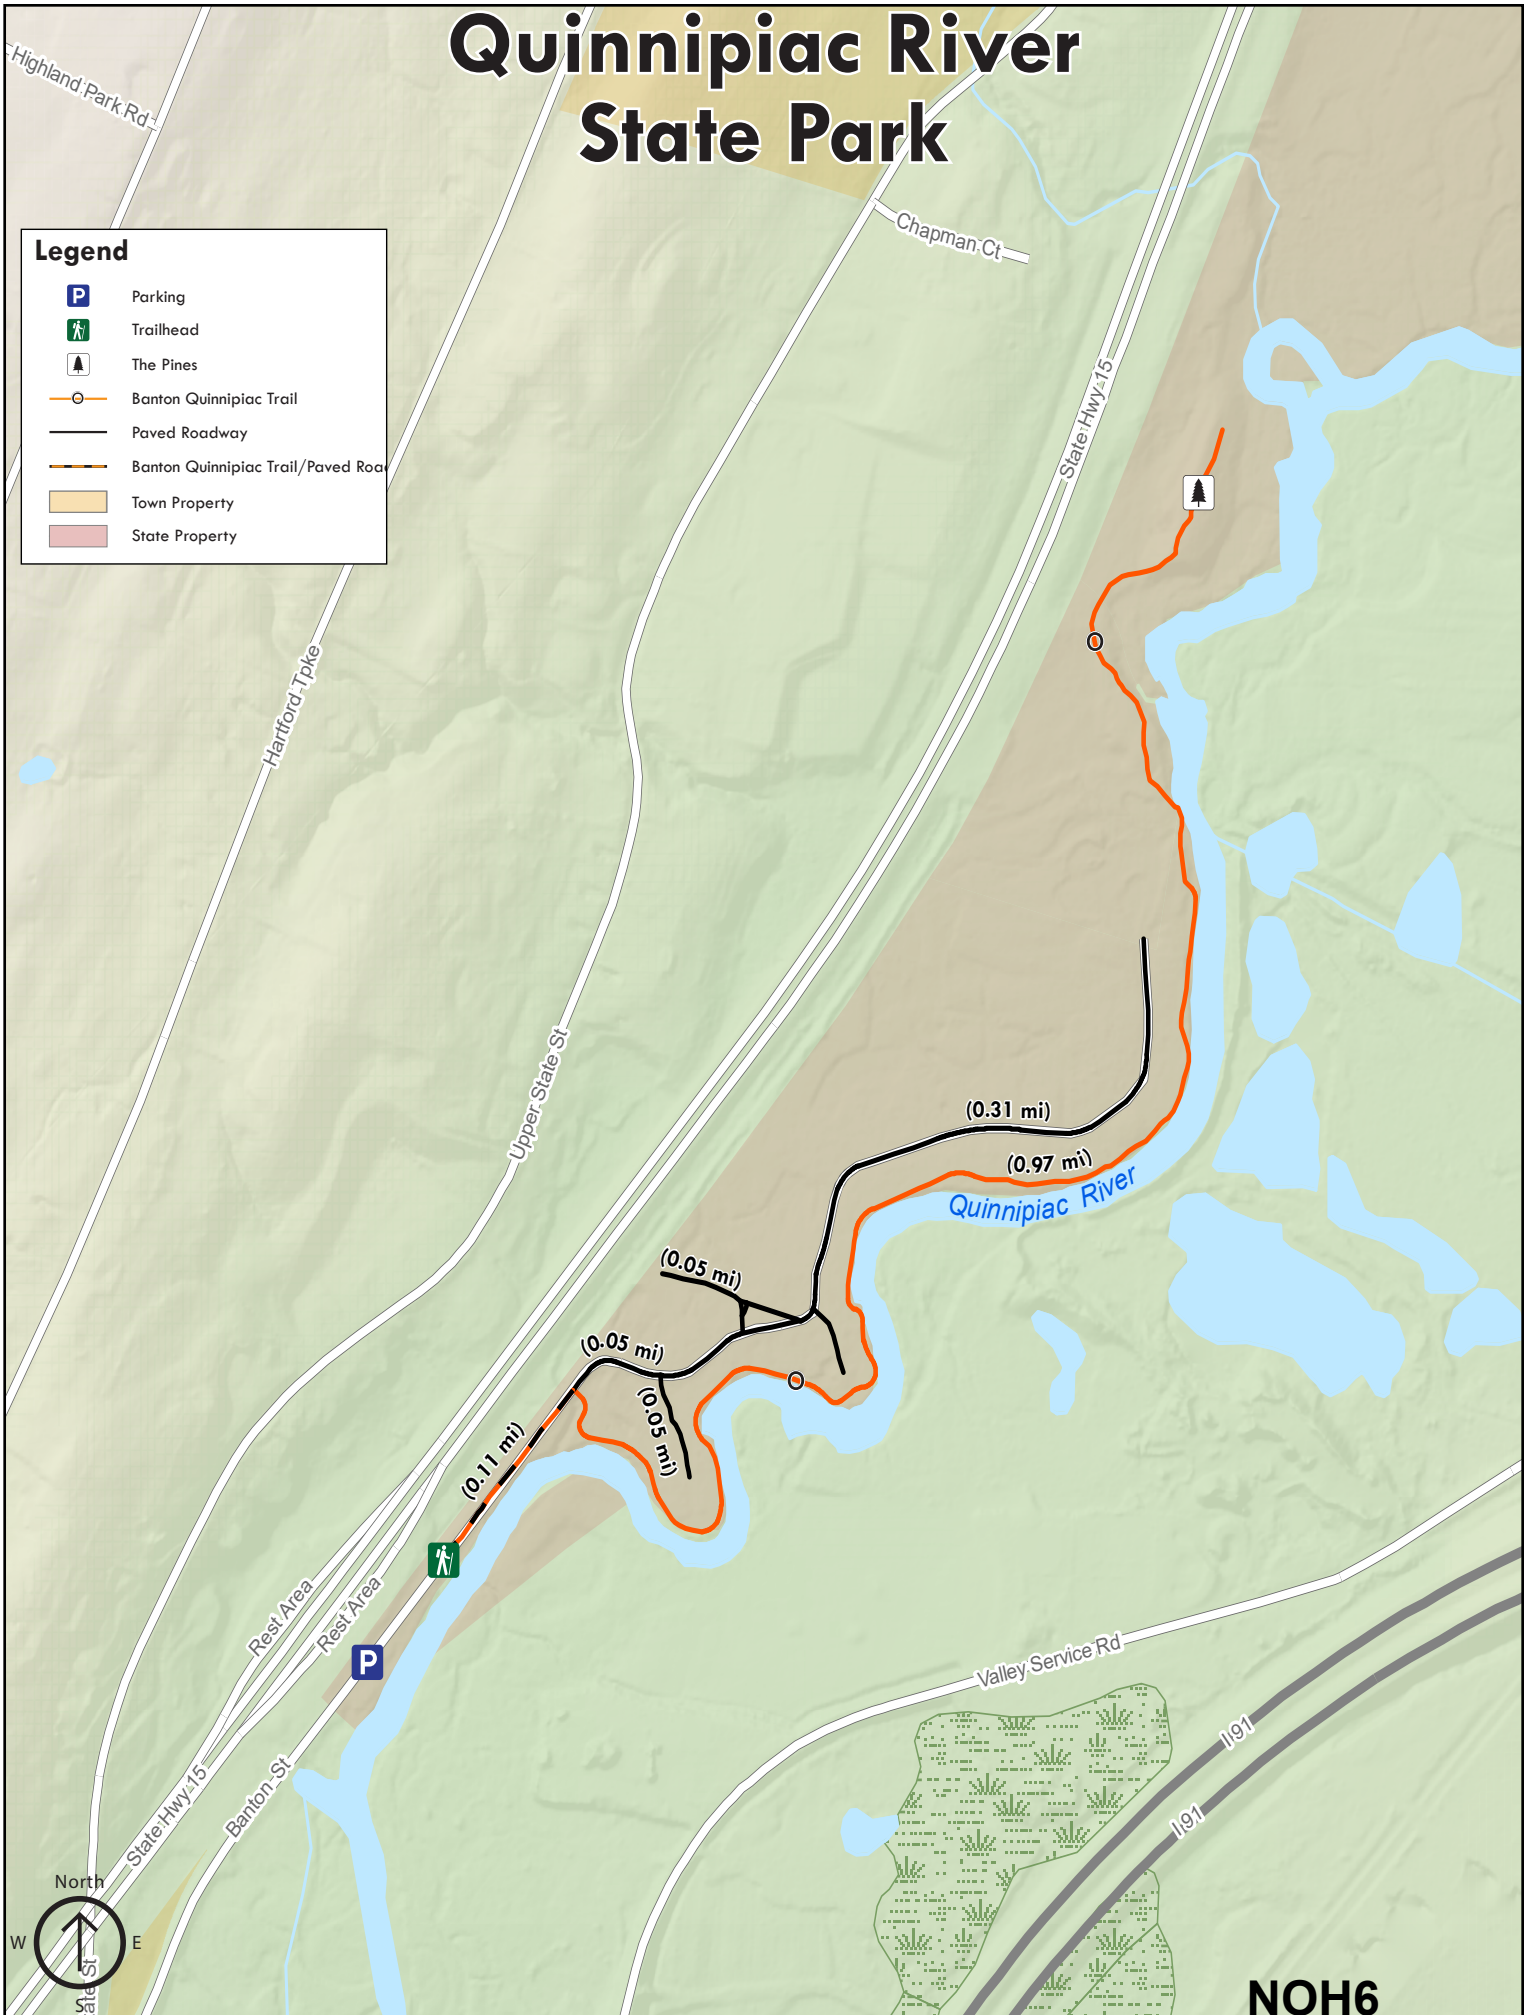 Quinnipiac River
State Park
Highland Park Rd
Chapman Ct
Legend
P
Parking
Trailhead
The Pines
O
Banton Quinnipiac Trail
Paved Roadway
Banton Quinnipiac Trail/Paved Roa
Town Property
State Property
State Hwy 15
O
Hartford Tpke
Upper State St
(0.31 mi)
(0.97 mi)
Quinnipiac River
(0.05 mi)
(0.05 mi)
O
(0.05 mi)
(0.11 mi)
Rest Area
Rest Area
P
Valley Service Rd
I 91
I 91
Banton St
State Hwy 15
North
W
E
S
ate St
NOH6